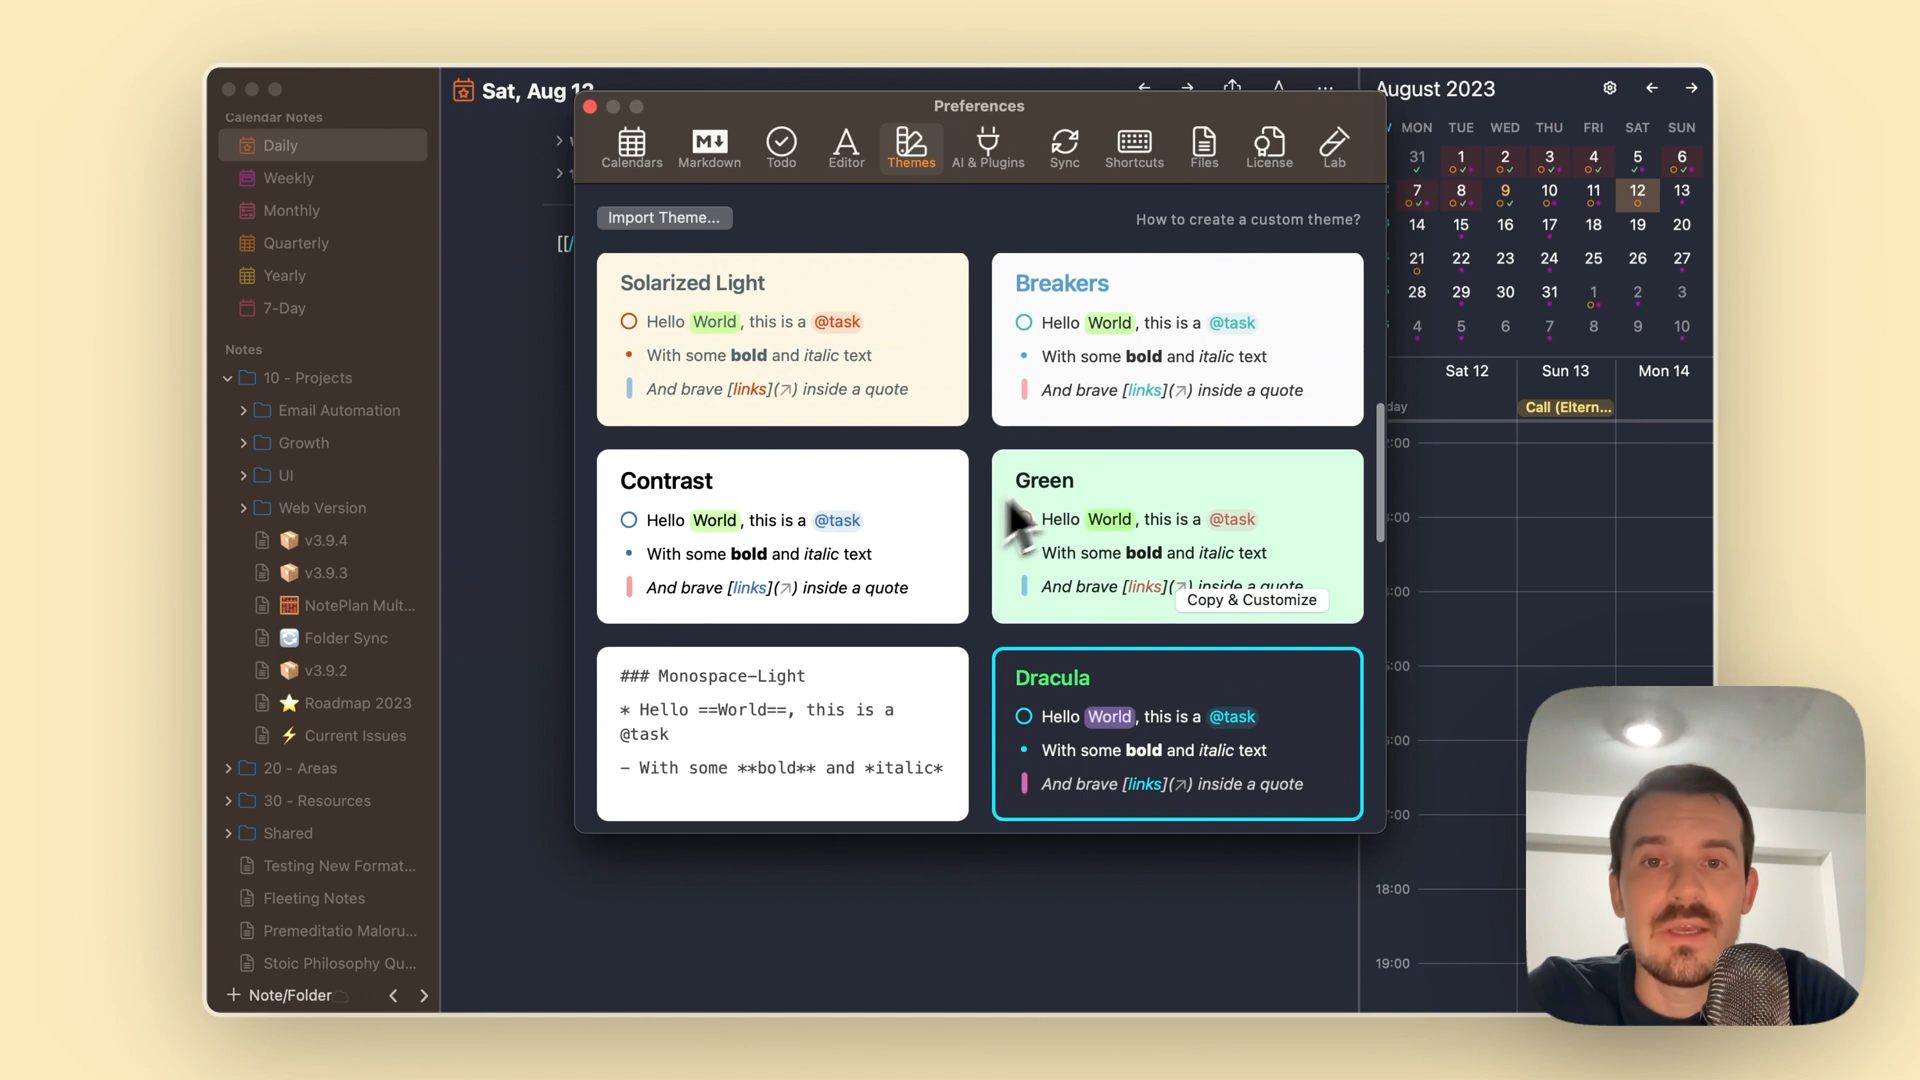 Calendar Notes
Daily
Weekly
Monthly
Quarterly
Yearly
7-Day
Notes
10 - Projects
Email Automation
Growth
UI
Web Version
v3.9.4
v3.9.3
NotePlan Mult...
Folder Sync
v3.9.2
Roadmap 2023
Current Issues
20 - Areas
30 - Resources
Shared
Testing New Format...
Fleeting Notes
Premeditatio Maloru...
Stoic Philosophy Qu...
+ Note/Folder
Sat, Aug 12
[[/
Preferences
Calendars
M↓
Markdown
Todo
Editor
Themes
AI & Plugins
Sync
Shortcuts
Files
License
Lab
Import Theme...
How to create a custom theme?
Solarized Light
Hello World, this is a @task
With some bold and italic text
And brave [links](↗) inside a quote
Breakers
Hello World, this is a @task
With some bold and italic text
And brave [links](↗) inside a quote
Contrast
Hello World, this is a @task
With some bold and italic text
And brave [links](↗) inside a quote
Green
Hello World, this is a @task
With some bold and italic text
And brave [links](↗) inside a quote
Copy & Customize
### Monospace-Light
* Hello ==World==, this is a
@task
- With some **bold** and *italic*
Dracula
Hello World, this is a @task
With some bold and italic text
And brave [links](↗) inside a quote
August 2023
MON TUE WED THU FRI SAT SUN
31 1 2 3 4 5 6
7 8 9 10 11 12 13
14 15 16 17 18 19 20
21 22 23 24 25 26 27
28 29 30 31 1 2 3
4 5 6 7 8 9 10
Sat 12 Sun 13 Mon 14
day
Call (Eltern...
:00
:00
:00
:00
:00
:00
18:00
19:00